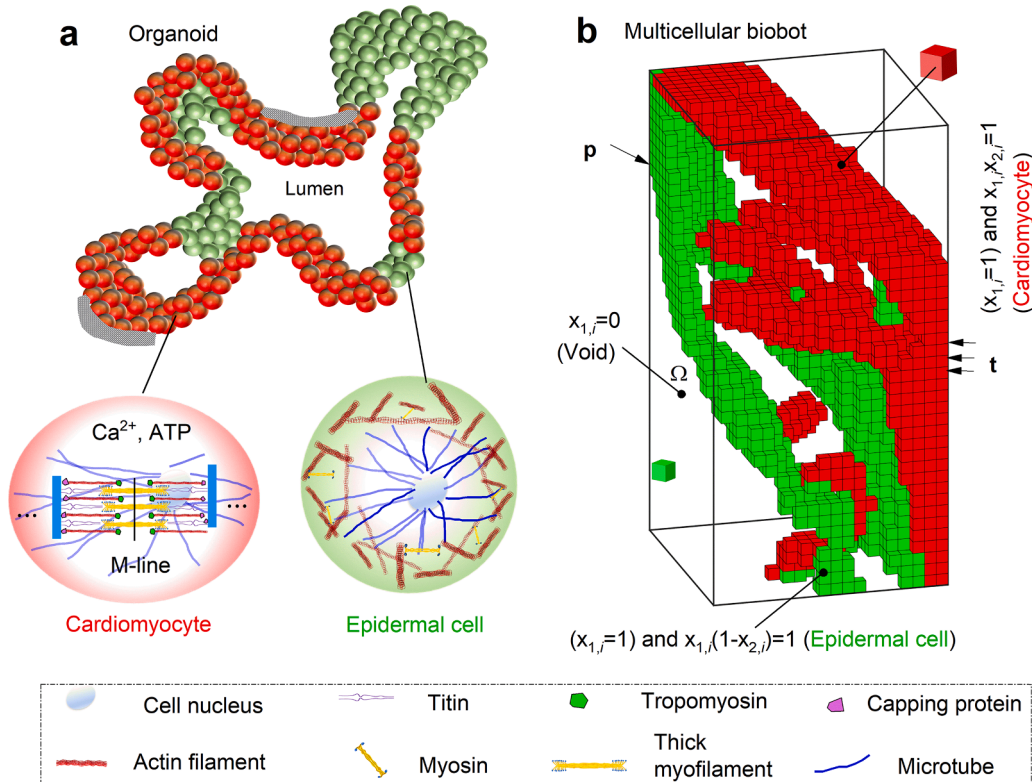 a
Organoid
Lumen
Ca²⁺, ATP
...
...
M-line
Cardiomyocyte
Epidermal cell
b
Multicellular biobot
p
x₁,ᵢ=0
(Void)
Ω
t
(x₁,ᵢ=1) and x₁,ᵢx₂,ᵢ=1
(Cardiomyocyte)
(x₁,ᵢ=1) and x₁,ᵢ(1-x₂,ᵢ)=1 (Epidermal cell)
Cell nucleus
Titin
Tropomyosin
Capping protein
Actin filament
Myosin
Thick
myofilament
Microtube